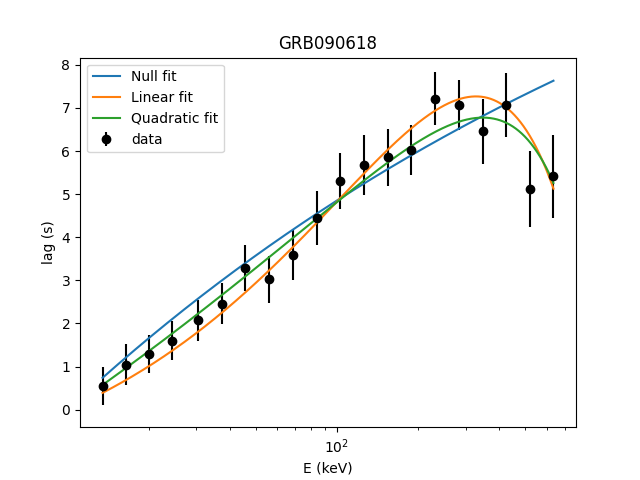 GRB090618
8
7
6
5
4
3
2
1
0
lag (s)
Null fit
Linear fit
Quadratic fit
data
10²
E (keV)